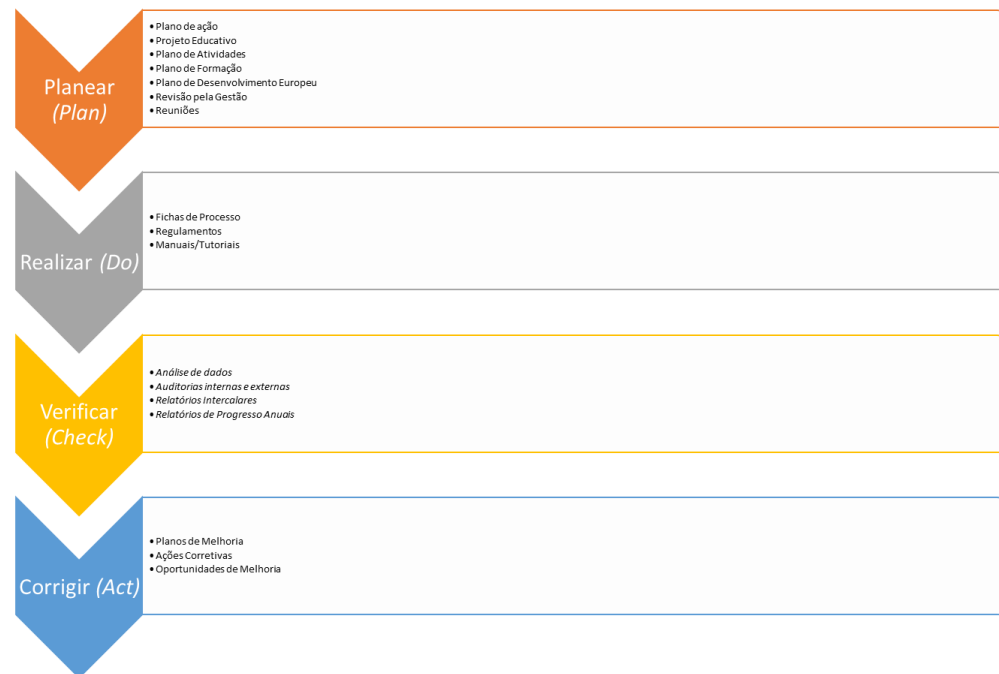 Planear
(Plan)
• Plano de ação
• Projeto Educativo
• Plano de Atividades
• Plano de Formação
• Plano de Desenvolvimento Europeu
• Revisão pela Gestão
• Reuniões
Realizar (Do)
• Fichas de Processo
• Regulamentos
• Manuais/Tutoriais
Verificar
(Check)
• Análise de dados
• Auditorias internas e externas
• Relatórios Intercalares
• Relatórios de Progresso Anuais
Corrigir (Act)
• Planos de Melhoria
• Ações Corretivas
• Oportunidades de Melhoria